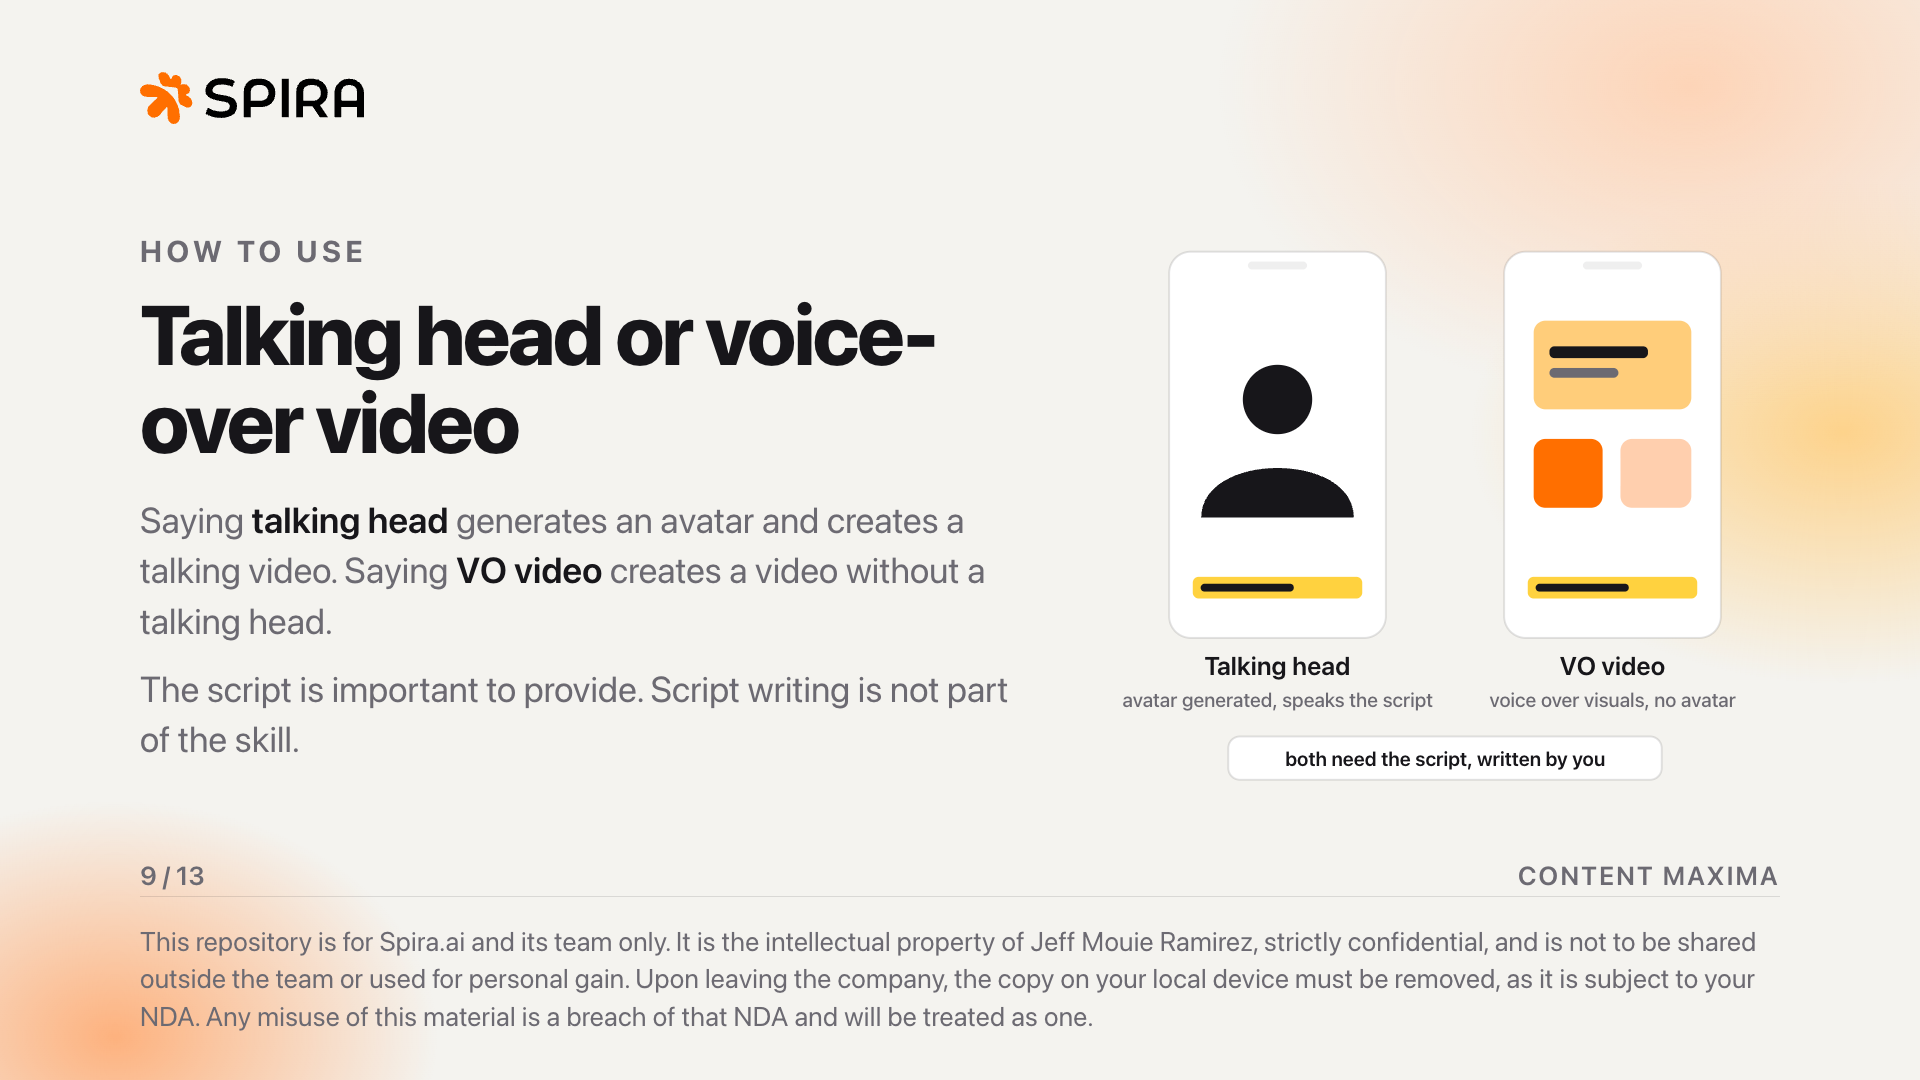 SPIRA
HOW TO USE
Talking head or voice-
over video
Saying talking head generates an avatar and creates a
talking video. Saying VO video creates a video without a
talking head.
The script is important to provide. Script writing is not part
of the skill.
Talking head
avatar generated, speaks the script
VO video
voice over visuals, no avatar
both need the script, written by you
9 / 13
CONTENT MAXIMA
This repository is for Spira.ai and its team only. It is the intellectual property of Jeff Mouie Ramirez, strictly confidential, and is not to be shared
outside the team or used for personal gain. Upon leaving the company, the copy on your local device must be removed, as it is subject to your
NDA. Any misuse of this material is a breach of that NDA and will be treated as one.